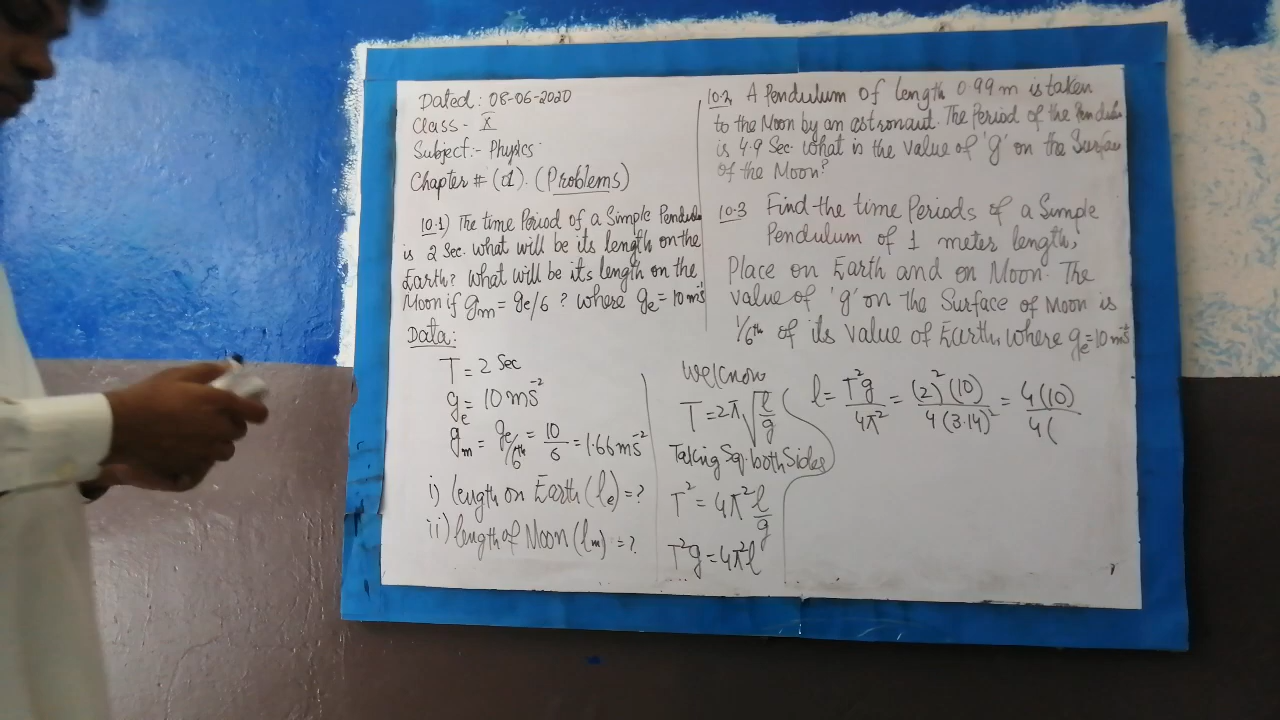 Dated: 08-06-2020
Class - X
Subject:- Physics
Chapter # (01). (Problems)
10.1) The time Period of a Simple Pendulu
is 2 Sec. what will be its length on the
Earth? What will be its length on the
Moon if gm = ge/6 ? where ge = 10 ms⁻²
Data:
T = 2 Sec
ge = 10 ms⁻²
gm = ge/6th = 10/6 = 1.66 ms⁻²
i) length on Earth (le) = ?
ii) length of Moon (lm) = ?
10.2 A Pendulum of length 0.99 m is taken
to the Moon by an astronaut. The Period of the Pendulu
is 4.9 Sec. What is the value of 'g' on the Surfac
of the Moon?
10.3 Find the time Periods of a Simple
Pendulum of 1 meter length,
Place on Earth and on Moon. The
value of 'g' on the Surface of Moon is
1/6th of its value of Earth where ge = 10 ms⁻²
we know
T = 2π√(l/g)
Taking Sq. both Sides
T² = 4π² l/g
T²g = 4π²l
l = T²g/4π² = (2)²(10)/4(3.14)² = 4(10)/4(